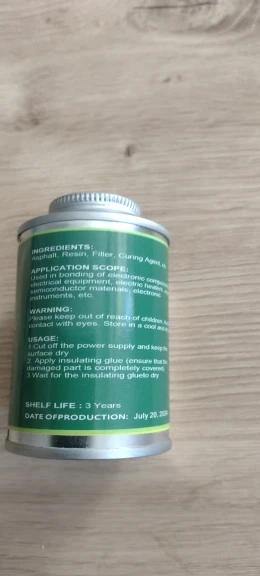 INGREDIENTS:
Asphalt, Resin, Filler, Curing Agent, etc
APPLICATION SCOPE:
Used in bonding of electronic
electrical equipment, electric heating
semiconductor materials, electronic
instruments, etc.
WARNING:
Please keep out of reach of children,
contact with eyes. Store in a cool and
USAGE:
1.Cut off the power supply and keep the
surface dry
2. Apply insulating glue (ensure that the
damaged part is completely covered
3 Wait for the insulating glueto dry
SHELF LIFE : 3 Years
DATE OFPRODUCTION: July 20,